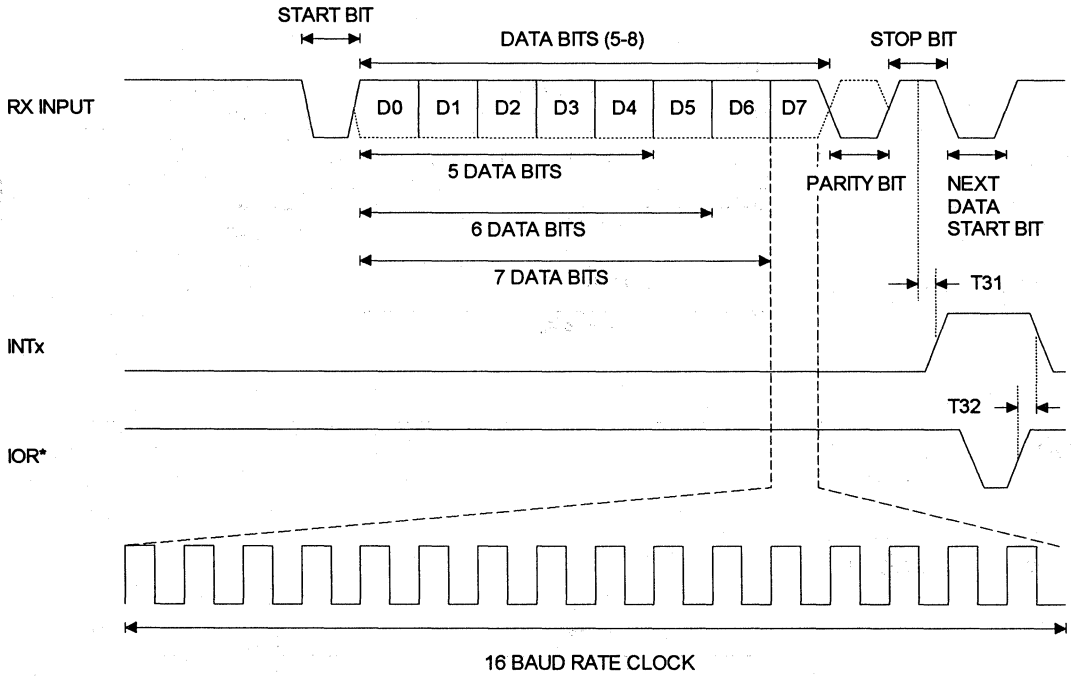 START BIT
DATA BITS (5-8)
STOP BIT
RX INPUT
D0 D1 D2 D3 D4 D5 D6 D7
5 DATA BITS
PARITY BIT
NEXT
DATA
START BIT
6 DATA BITS
7 DATA BITS
T31
INTx
T32
IOR*
16 BAUD RATE CLOCK